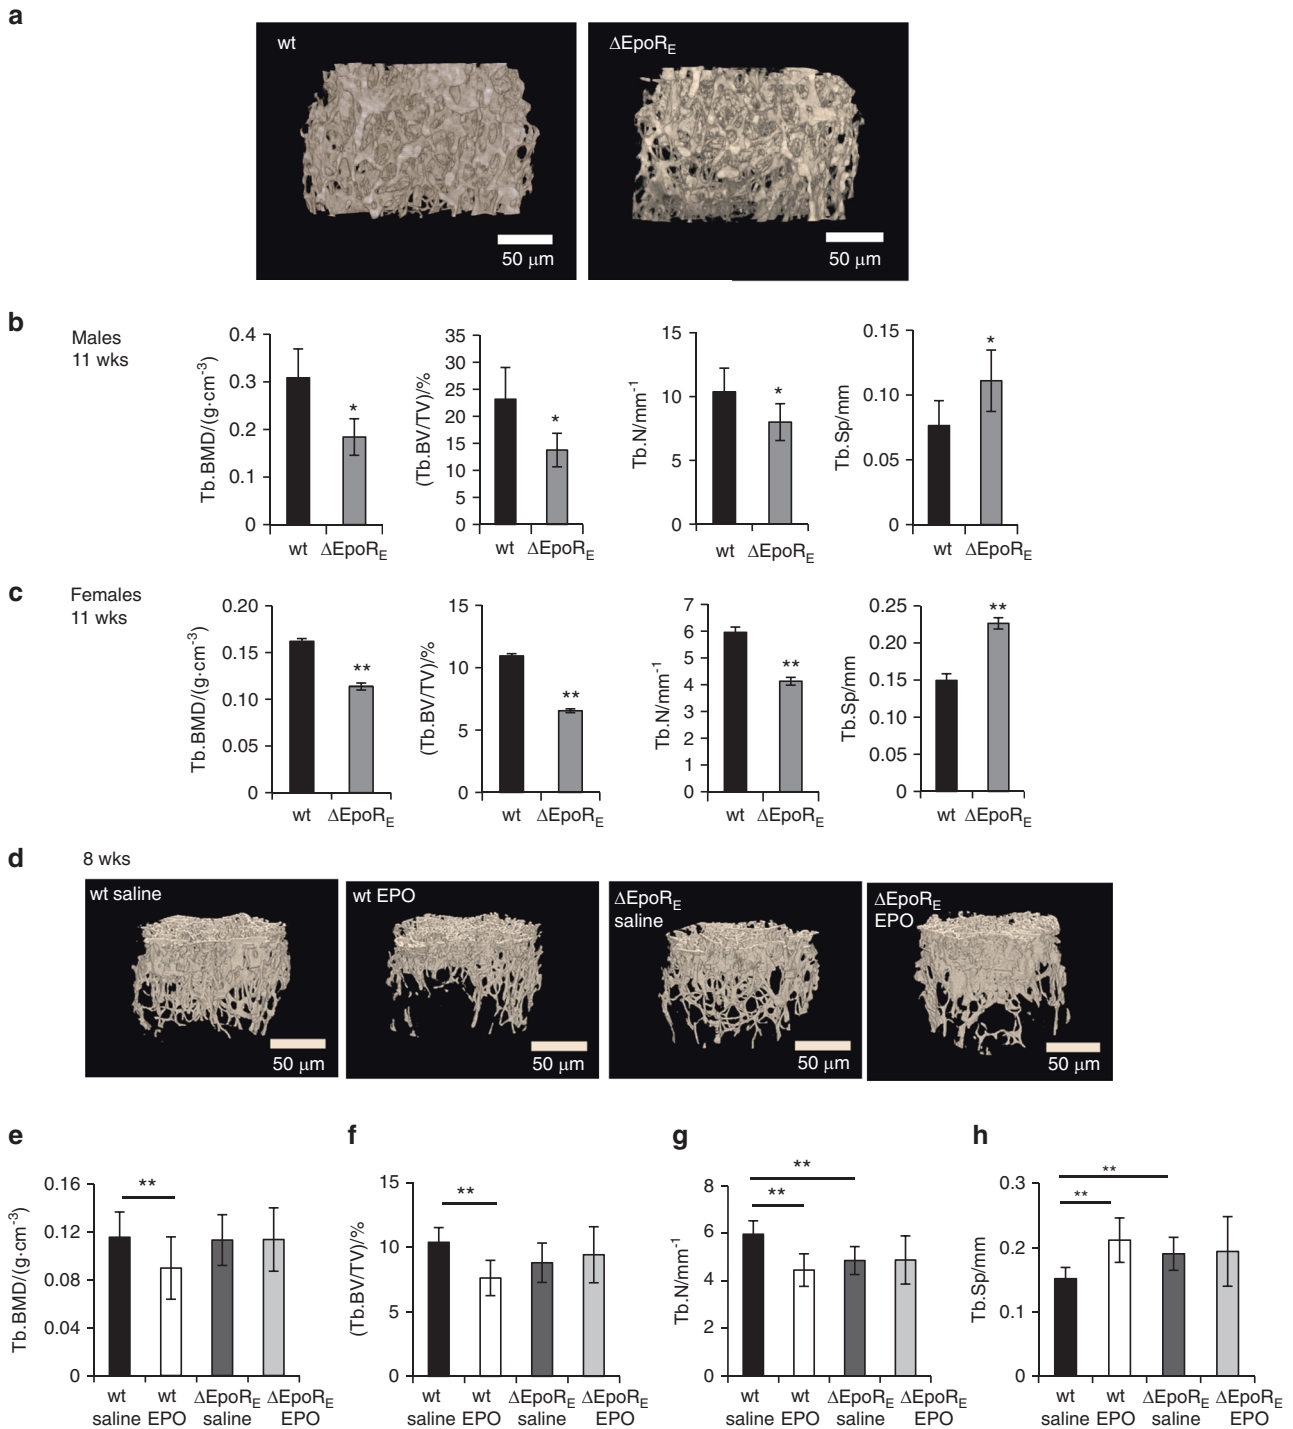 a
wt
ΔEpoR_E
50 μm
50 μm
b
Males
11 wks
Tb.BMD/(g·cm⁻³)
0.4
0.3
0.2
0.1
0
*
wt ΔEpoR_E
(Tb.BV/TV)/%
35
30
25
20
15
10
5
0
*
wt ΔEpoR_E
Tb.N/mm⁻¹
15
10
5
0
*
wt ΔEpoR_E
Tb.Sp/mm
0.15
0.10
0.05
0
*
wt ΔEpoR_E
c
Females
11 wks
Tb.BMD/(g·cm⁻³)
0.20
0.15
0.10
0.05
0
**
wt ΔEpoR_E
(Tb.BV/TV)/%
15
10
5
0
**
wt ΔEpoR_E
Tb.N/mm⁻¹
7
6
5
4
3
2
1
0
**
wt ΔEpoR_E
Tb.Sp/mm
0.25
0.20
0.15
0.10
0.05
0
**
wt ΔEpoR_E
d
8 wks
wt saline
50 μm
wt EPO
50 μm
ΔEpoR_E
saline
50 μm
ΔEpoR_E
EPO
50 μm
e
Tb.BMD/(g·cm⁻³)
0.16
0.12
0.08
0.04
0
**
wt wt ΔEpoR_E ΔEpoR_E
saline EPO saline EPO
f
(Tb.BV/TV)/%
15
10
5
0
**
wt wt ΔEpoR_E ΔEpoR_E
saline EPO saline EPO
g
Tb.N/mm⁻¹
8
6
4
2
0
**
**
wt wt ΔEpoR_E ΔEpoR_E
saline EPO saline EPO
h
Tb.Sp/mm
0.3
0.2
0.1
0
**
**
wt wt ΔEpoR_E ΔEpoR_E
saline EPO saline EPO